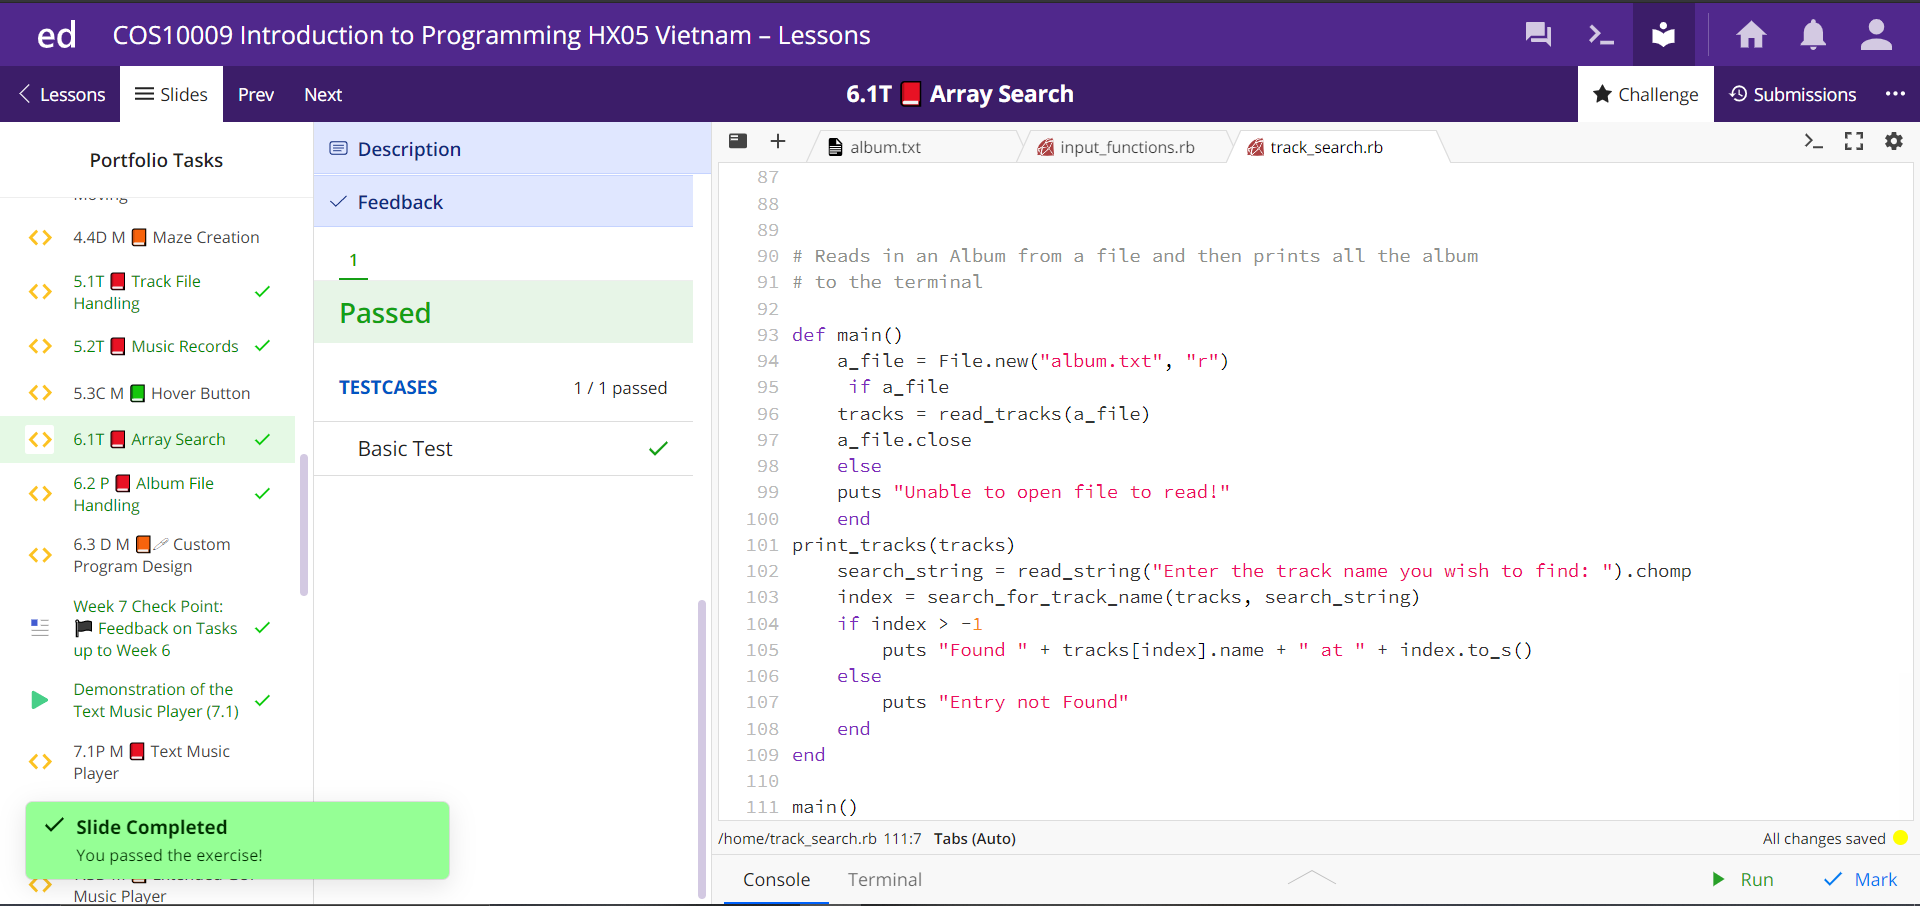 ed COS10009 Introduction to Programming HX05 Vietnam – Lessons
Lessons Slides Prev Next 6.1T Array Search Challenge Submissions
Portfolio Tasks
Moving
4.4D M Maze Creation
5.1T Track File
Handling
5.2T Music Records
5.3C M Hover Button
6.1T Array Search
6.2 P Album File
Handling
6.3 D M Custom
Program Design
Week 7 Check Point:
Feedback on Tasks
up to Week 6
Demonstration of the
Text Music Player (7.1)
7.1P M Text Music
Player
Music Player
Slide Completed
You passed the exercise!
Description
Feedback
1
Passed
TESTCASES 1 / 1 passed
Basic Test
album.txt input_functions.rb track_search.rb
87
88
89
90 # Reads in an Album from a file and then prints all the album
91 # to the terminal
92
93 def main()
94 a_file = File.new("album.txt", "r")
95 if a_file
96 tracks = read_tracks(a_file)
97 a_file.close
98 else
99 puts "Unable to open file to read!"
100 end
101 print_tracks(tracks)
102 search_string = read_string("Enter the track name you wish to find: ").chomp
103 index = search_for_track_name(tracks, search_string)
104 if index > -1
105 puts "Found " + tracks[index].name + " at " + index.to_s()
106 else
107 puts "Entry not Found"
108 end
109 end
110
111 main()
/home/track_search.rb 111:7 Tabs (Auto) All changes saved
Console Terminal Run Mark